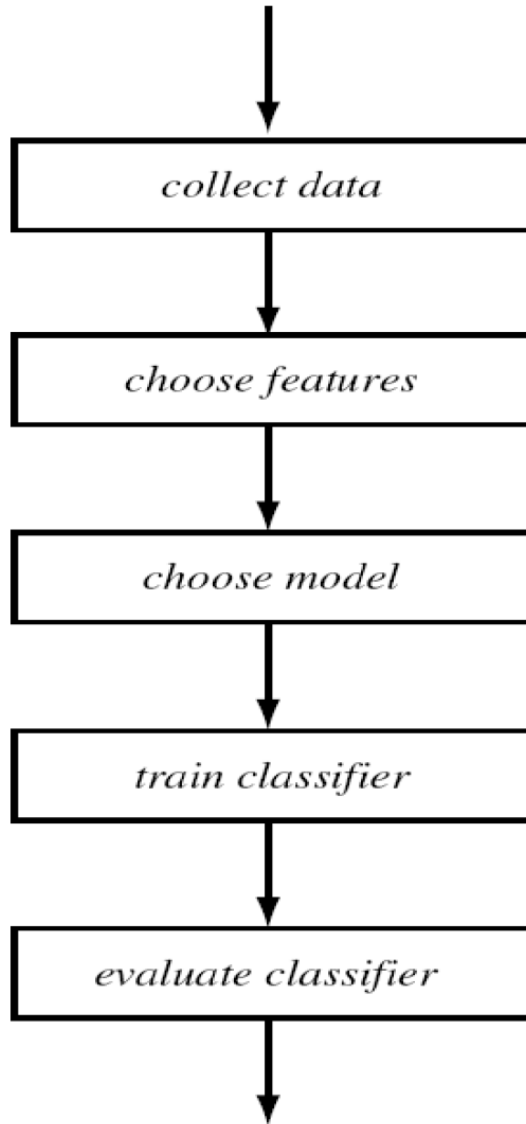 collect data
choose features
choose model
train classifier
evaluate classifier